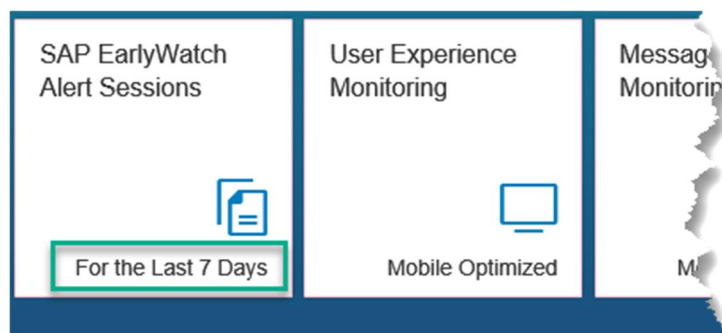 SAP EarlyWatch
Alert Sessions
For the Last 7 Days
User Experience
Monitoring
Mobile Optimized